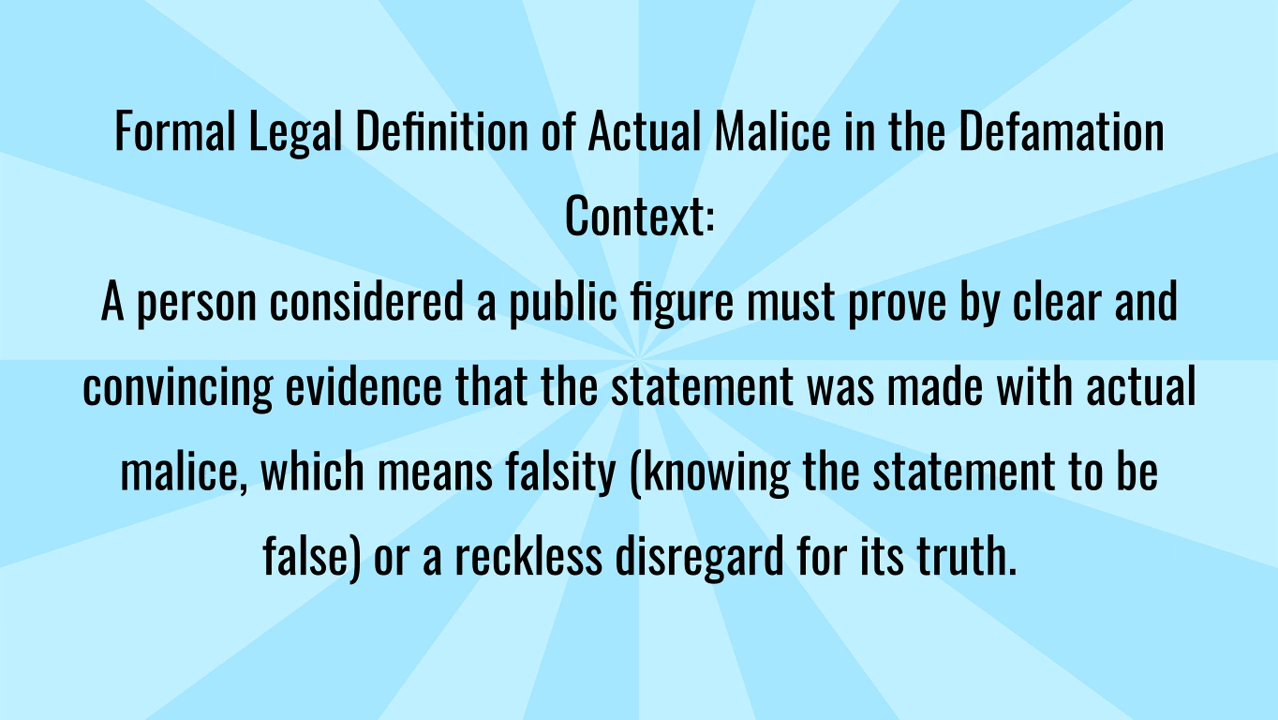 Formal Legal Definition of Actual Malice in the Defamation
Context:
A person considered a public figure must prove by clear and
convincing evidence that the statement was made with actual
malice, which means falsity (knowing the statement to be
false) or a reckless disregard for its truth.